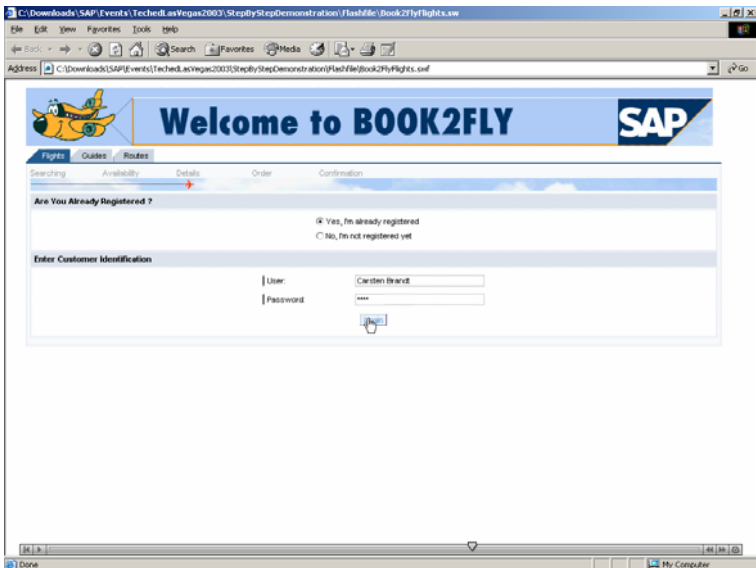 C:\Downloads\SAP\Events\TechedLasVegas2003\StepByStepDemonstration\Flashfile\Book2FlyFlights.sw
File Edit View Favorites Tools Help
Back Search Favorites Media
Address C:\Downloads\SAP\Events\TechedLasVegas2003\StepByStepDemonstration\Flashfile\Book2FlyFlights.swf Go
Welcome to BOOK2FLY SAP
Flights Guides Routes
Searching Availability Details Order Confirmation
Are You Already Registered ?
Yes, I'm already registered
No, I'm not registered yet
Enter Customer Identification
User: Carsten Brandt
Password: ****
Done My Computer